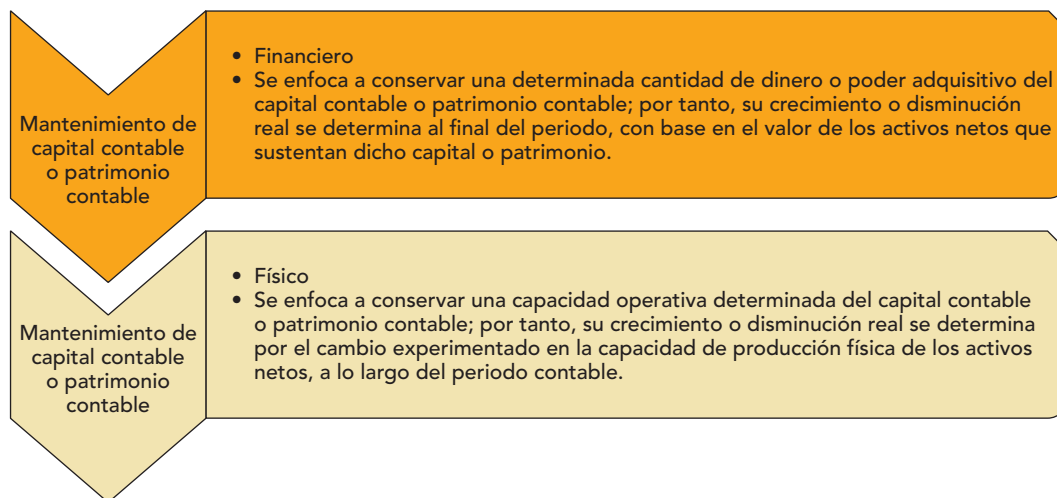 Mantenimiento de
capital contable
o patrimonio
contable
• Financiero
• Se enfoca a conservar una determinada cantidad de dinero o poder adquisitivo del
capital contable o patrimonio contable; por tanto, su crecimiento o disminución
real se determina al final del periodo, con base en el valor de los activos netos que
sustentan dicho capital o patrimonio.
Mantenimiento de
capital contable
o patrimonio
contable
• Físico
• Se enfoca a conservar una capacidad operativa determinada del capital contable
o patrimonio contable; por tanto, su crecimiento o disminución real se determina
por el cambio experimentado en la capacidad de producción física de los activos
netos, a lo largo del periodo contable.